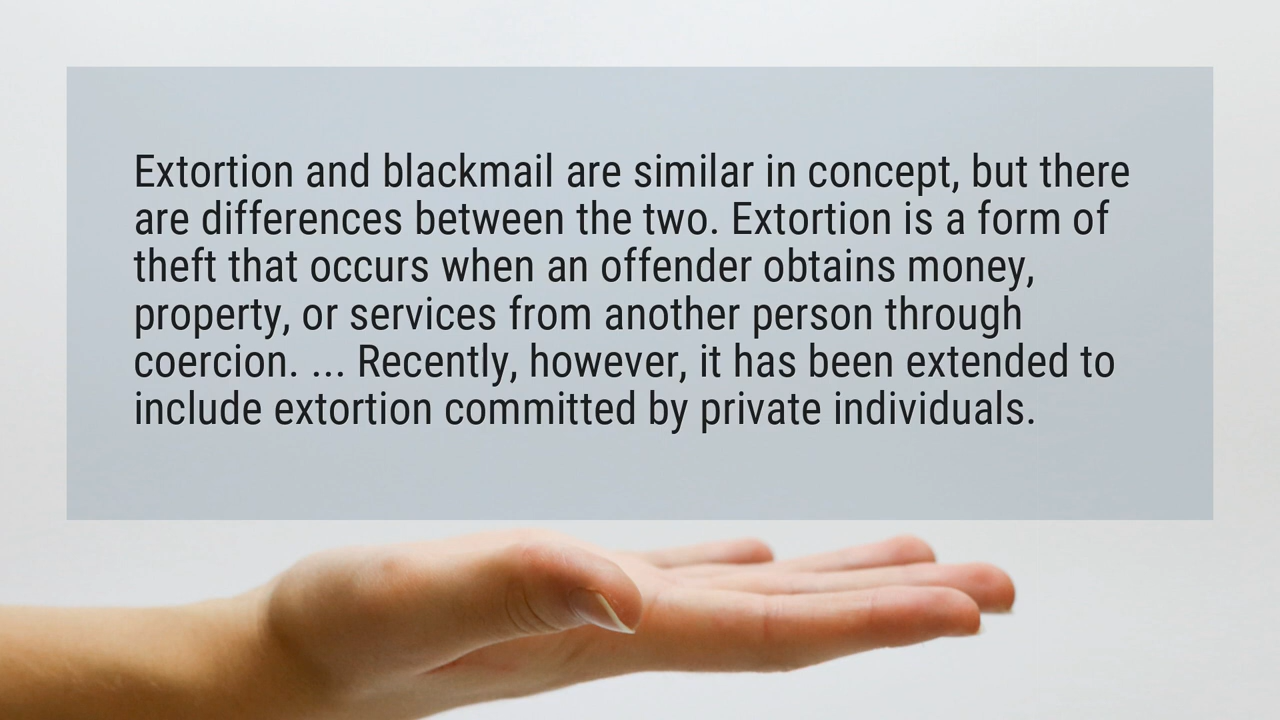 Extortion and blackmail are similar in concept, but there
are differences between the two. Extortion is a form of
theft that occurs when an offender obtains money,
property, or services from another person through
coercion. ... Recently, however, it has been extended to
include extortion committed by private individuals.